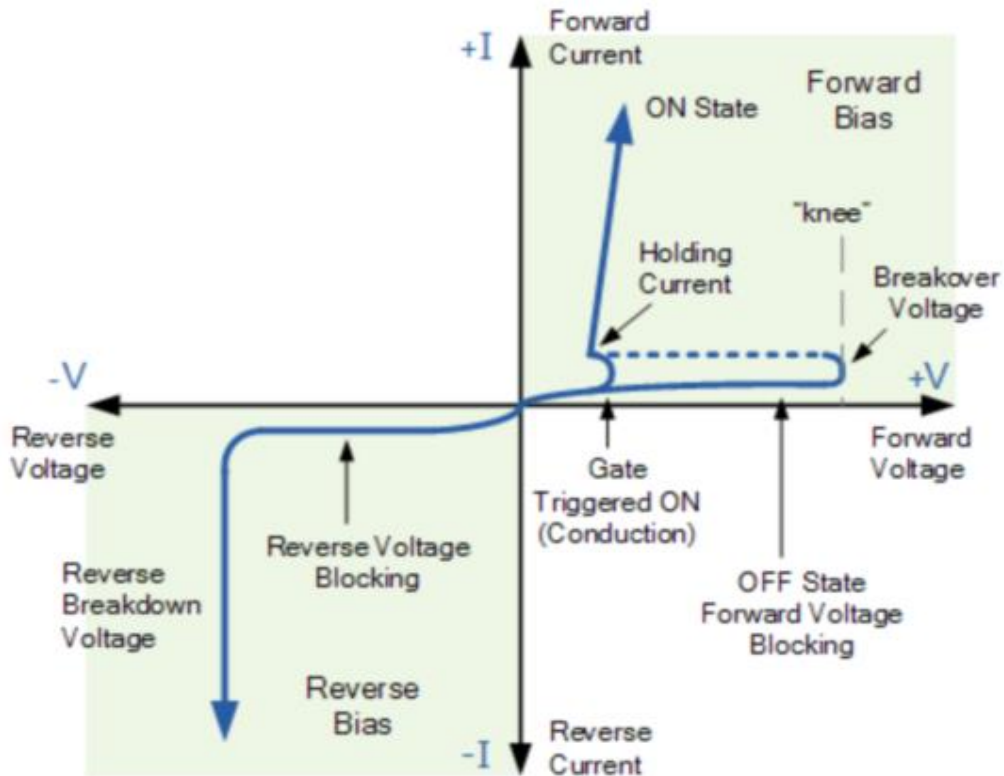 +I
Forward
Current
Forward
Bias
ON State
"knee"
Holding
Current
Breakover
Voltage
-V
+V
Reverse
Voltage
Forward
Voltage
Gate
Triggered ON
(Conduction)
Reverse Voltage
Blocking
Reverse
Breakdown
Voltage
OFF State
Forward Voltage
Blocking
Reverse
Bias
-I
Reverse
Current